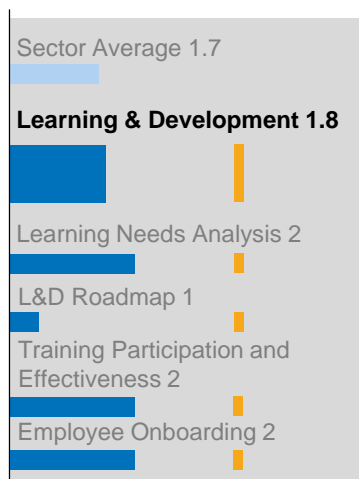 Sector Average 1.7
Learning & Development 1.8
Learning Needs Analysis 2
L&D Roadmap 1
Training Participation and
Effectiveness 2
Employee Onboarding 2